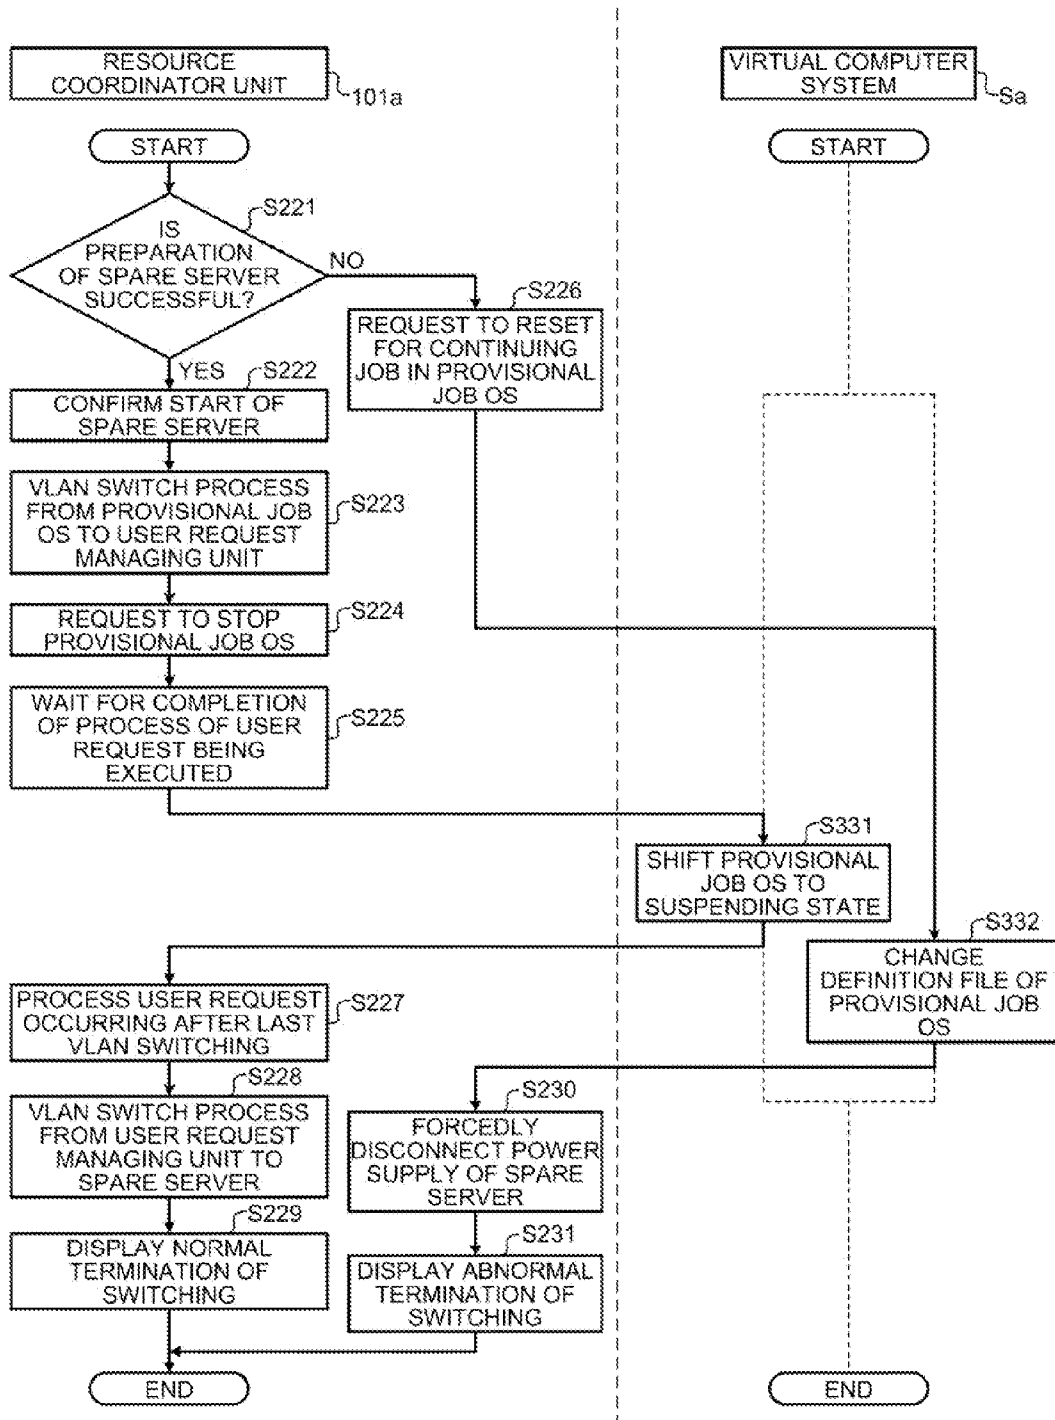 RESOURCE
COORDINATOR UNIT
101a
VIRTUAL COMPUTER
SYSTEM
Sa
START
START
S221
IS
PREPARATION
OF SPARE SERVER
SUCCESSFUL?
NO
YES
S226
REQUEST TO RESET
FOR CONTINUING
JOB IN PROVISIONAL
JOB OS
S222
CONFIRM START OF
SPARE SERVER
VLAN SWITCH PROCESS
FROM PROVISIONAL JOB
OS TO USER REQUEST
MANAGING UNIT
S223
REQUEST TO STOP
PROVISIONAL JOB OS
S224
WAIT FOR COMPLETION
OF PROCESS OF USER
REQUEST BEING
EXECUTED
S225
S331
SHIFT PROVISIONAL
JOB OS TO
SUSPENDING STATE
S332
CHANGE
DEFINITION FILE OF
PROVISIONAL JOB
OS
PROCESS USER REQUEST
OCCURRING AFTER LAST
VLAN SWITCHING
S227
S228
VLAN SWITCH PROCESS
FROM USER REQUEST
MANAGING UNIT TO
SPARE SERVER
S230
FORCEDLY
DISCONNECT POWER
SUPPLY OF SPARE
SERVER
S229
DISPLAY NORMAL
TERMINATION OF
SWITCHING
S231
DISPLAY ABNORMAL
TERMINATION OF
SWITCHING
END
END